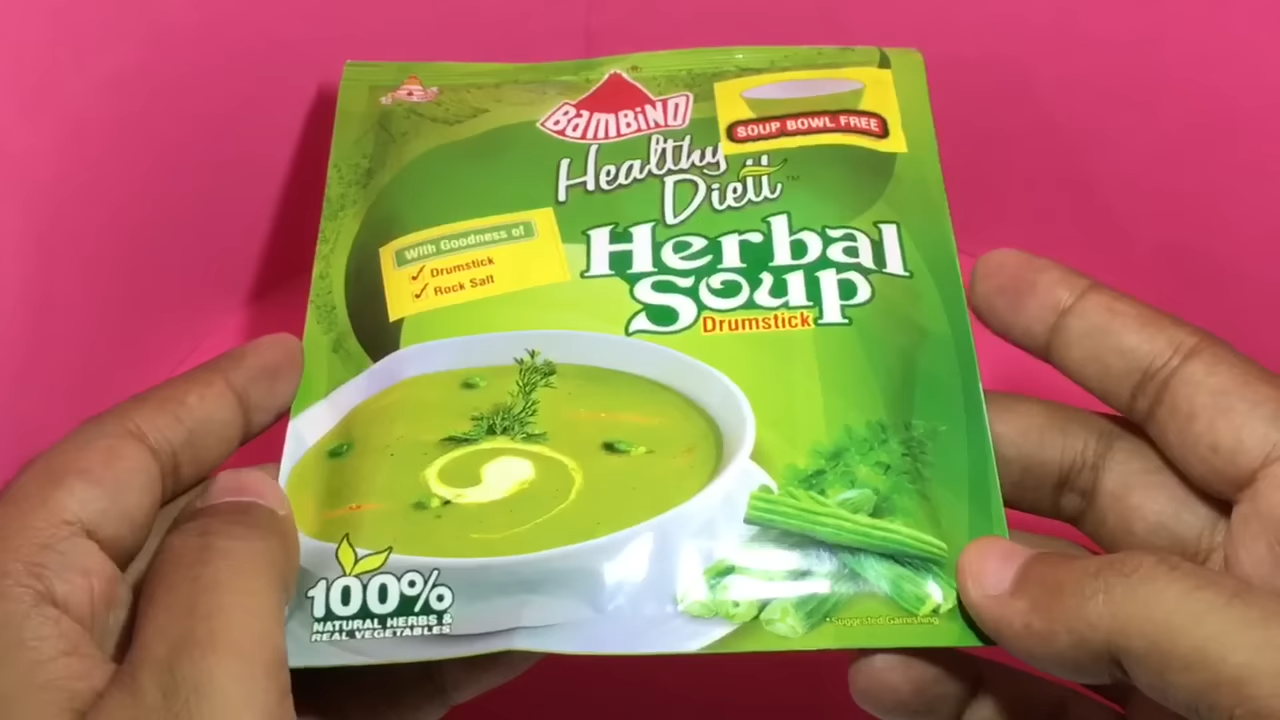 BAMBINO
SOUP BOWL FREE
Healthy
Dieti™
With Goodness of
✓ Drumstick
✓ Rock Salt
Herbal
Soup
Drumstick
100%
NATURAL HERBS &
REAL VEGETABLES
*Suggested Garnishing